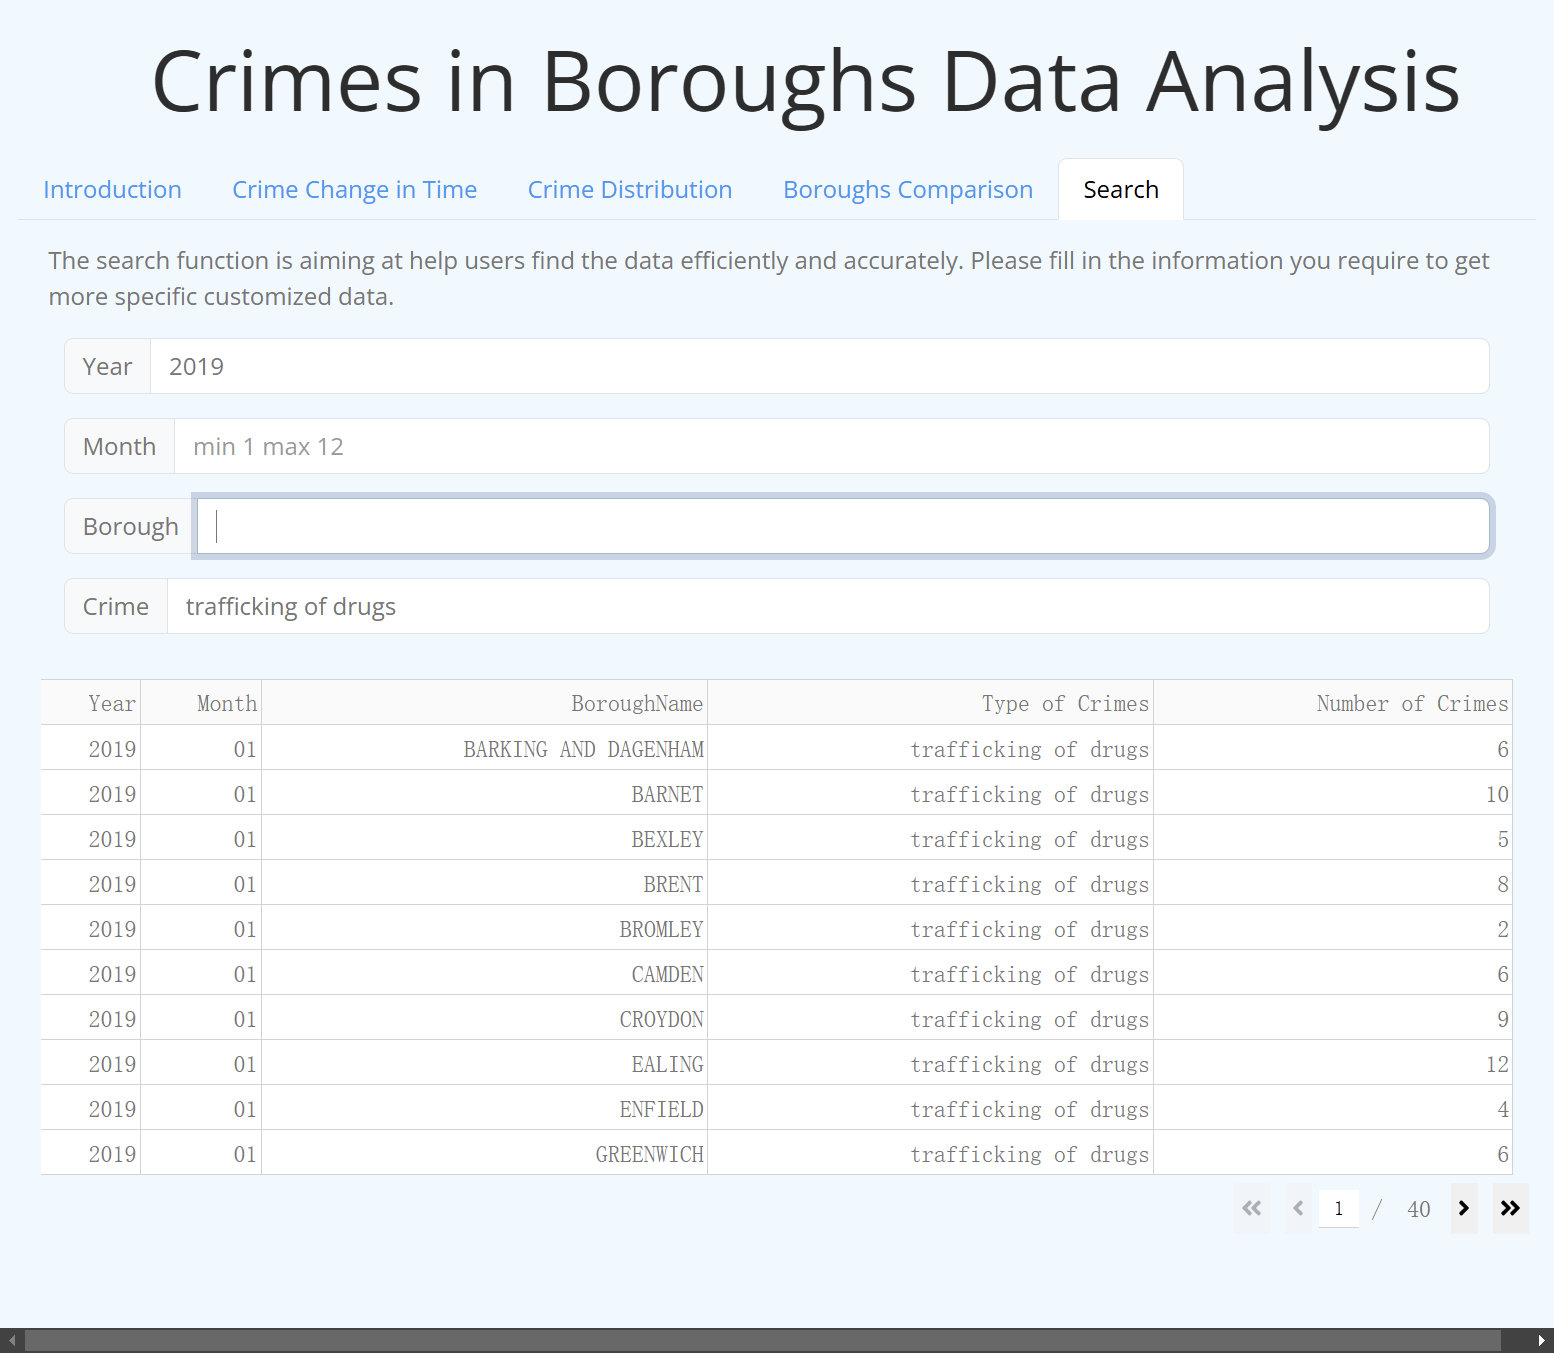 Crimes in Boroughs Data Analysis
Introduction Crime Change in Time Crime Distribution Boroughs Comparison Search
The search function is aiming at help users find the data efficiently and accurately. Please fill in the information you require to get
more specific customized data.
Year 2019
Month min 1 max 12
Borough
Crime trafficking of drugs
Year Month BoroughName Type of Crimes Number of Crimes
2019 01 BARKING AND DAGENHAM trafficking of drugs 6
2019 01 BARNET trafficking of drugs 10
2019 01 BEXLEY trafficking of drugs 5
2019 01 BRENT trafficking of drugs 8
2019 01 BROMLEY trafficking of drugs 2
2019 01 CAMDEN trafficking of drugs 6
2019 01 CROYDON trafficking of drugs 9
2019 01 EALING trafficking of drugs 12
2019 01 ENFIELD trafficking of drugs 4
2019 01 GREENWICH trafficking of drugs 6
1 / 40